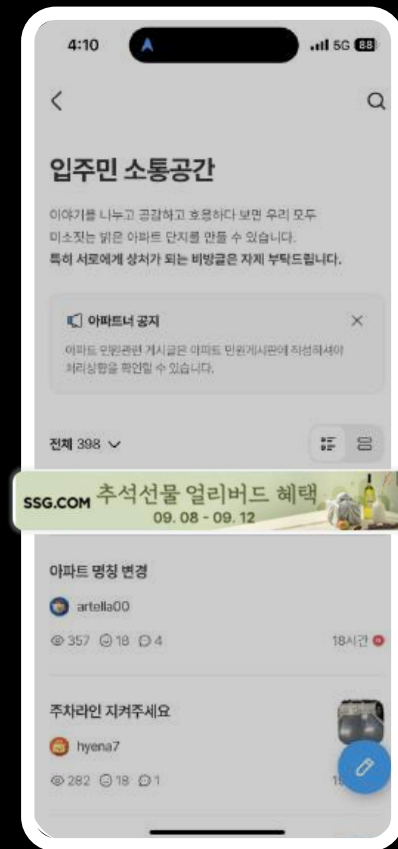 4:10
5G 88
입주민 소통공간
이야기를 나누고 공감하고 호응하다 보면 우리 모두
미소짓는 밝은 아파트 단지를 만들 수 있습니다.
특히 서로에게 상처가 되는 비방글은 자제 부탁드립니다.
아파트너 공지
아파트 민원관련 게시글은 아파트 민원게시판에 작성하셔야
처리상황을 확인할 수 있습니다.
전체 398
SSG.COM 추석선물 얼리버드 혜택
09. 08 - 09. 12
아파트 명칭 변경
artella00
357 18 4
18시간
주차라인 지켜주세요
hyena7
282 18 1